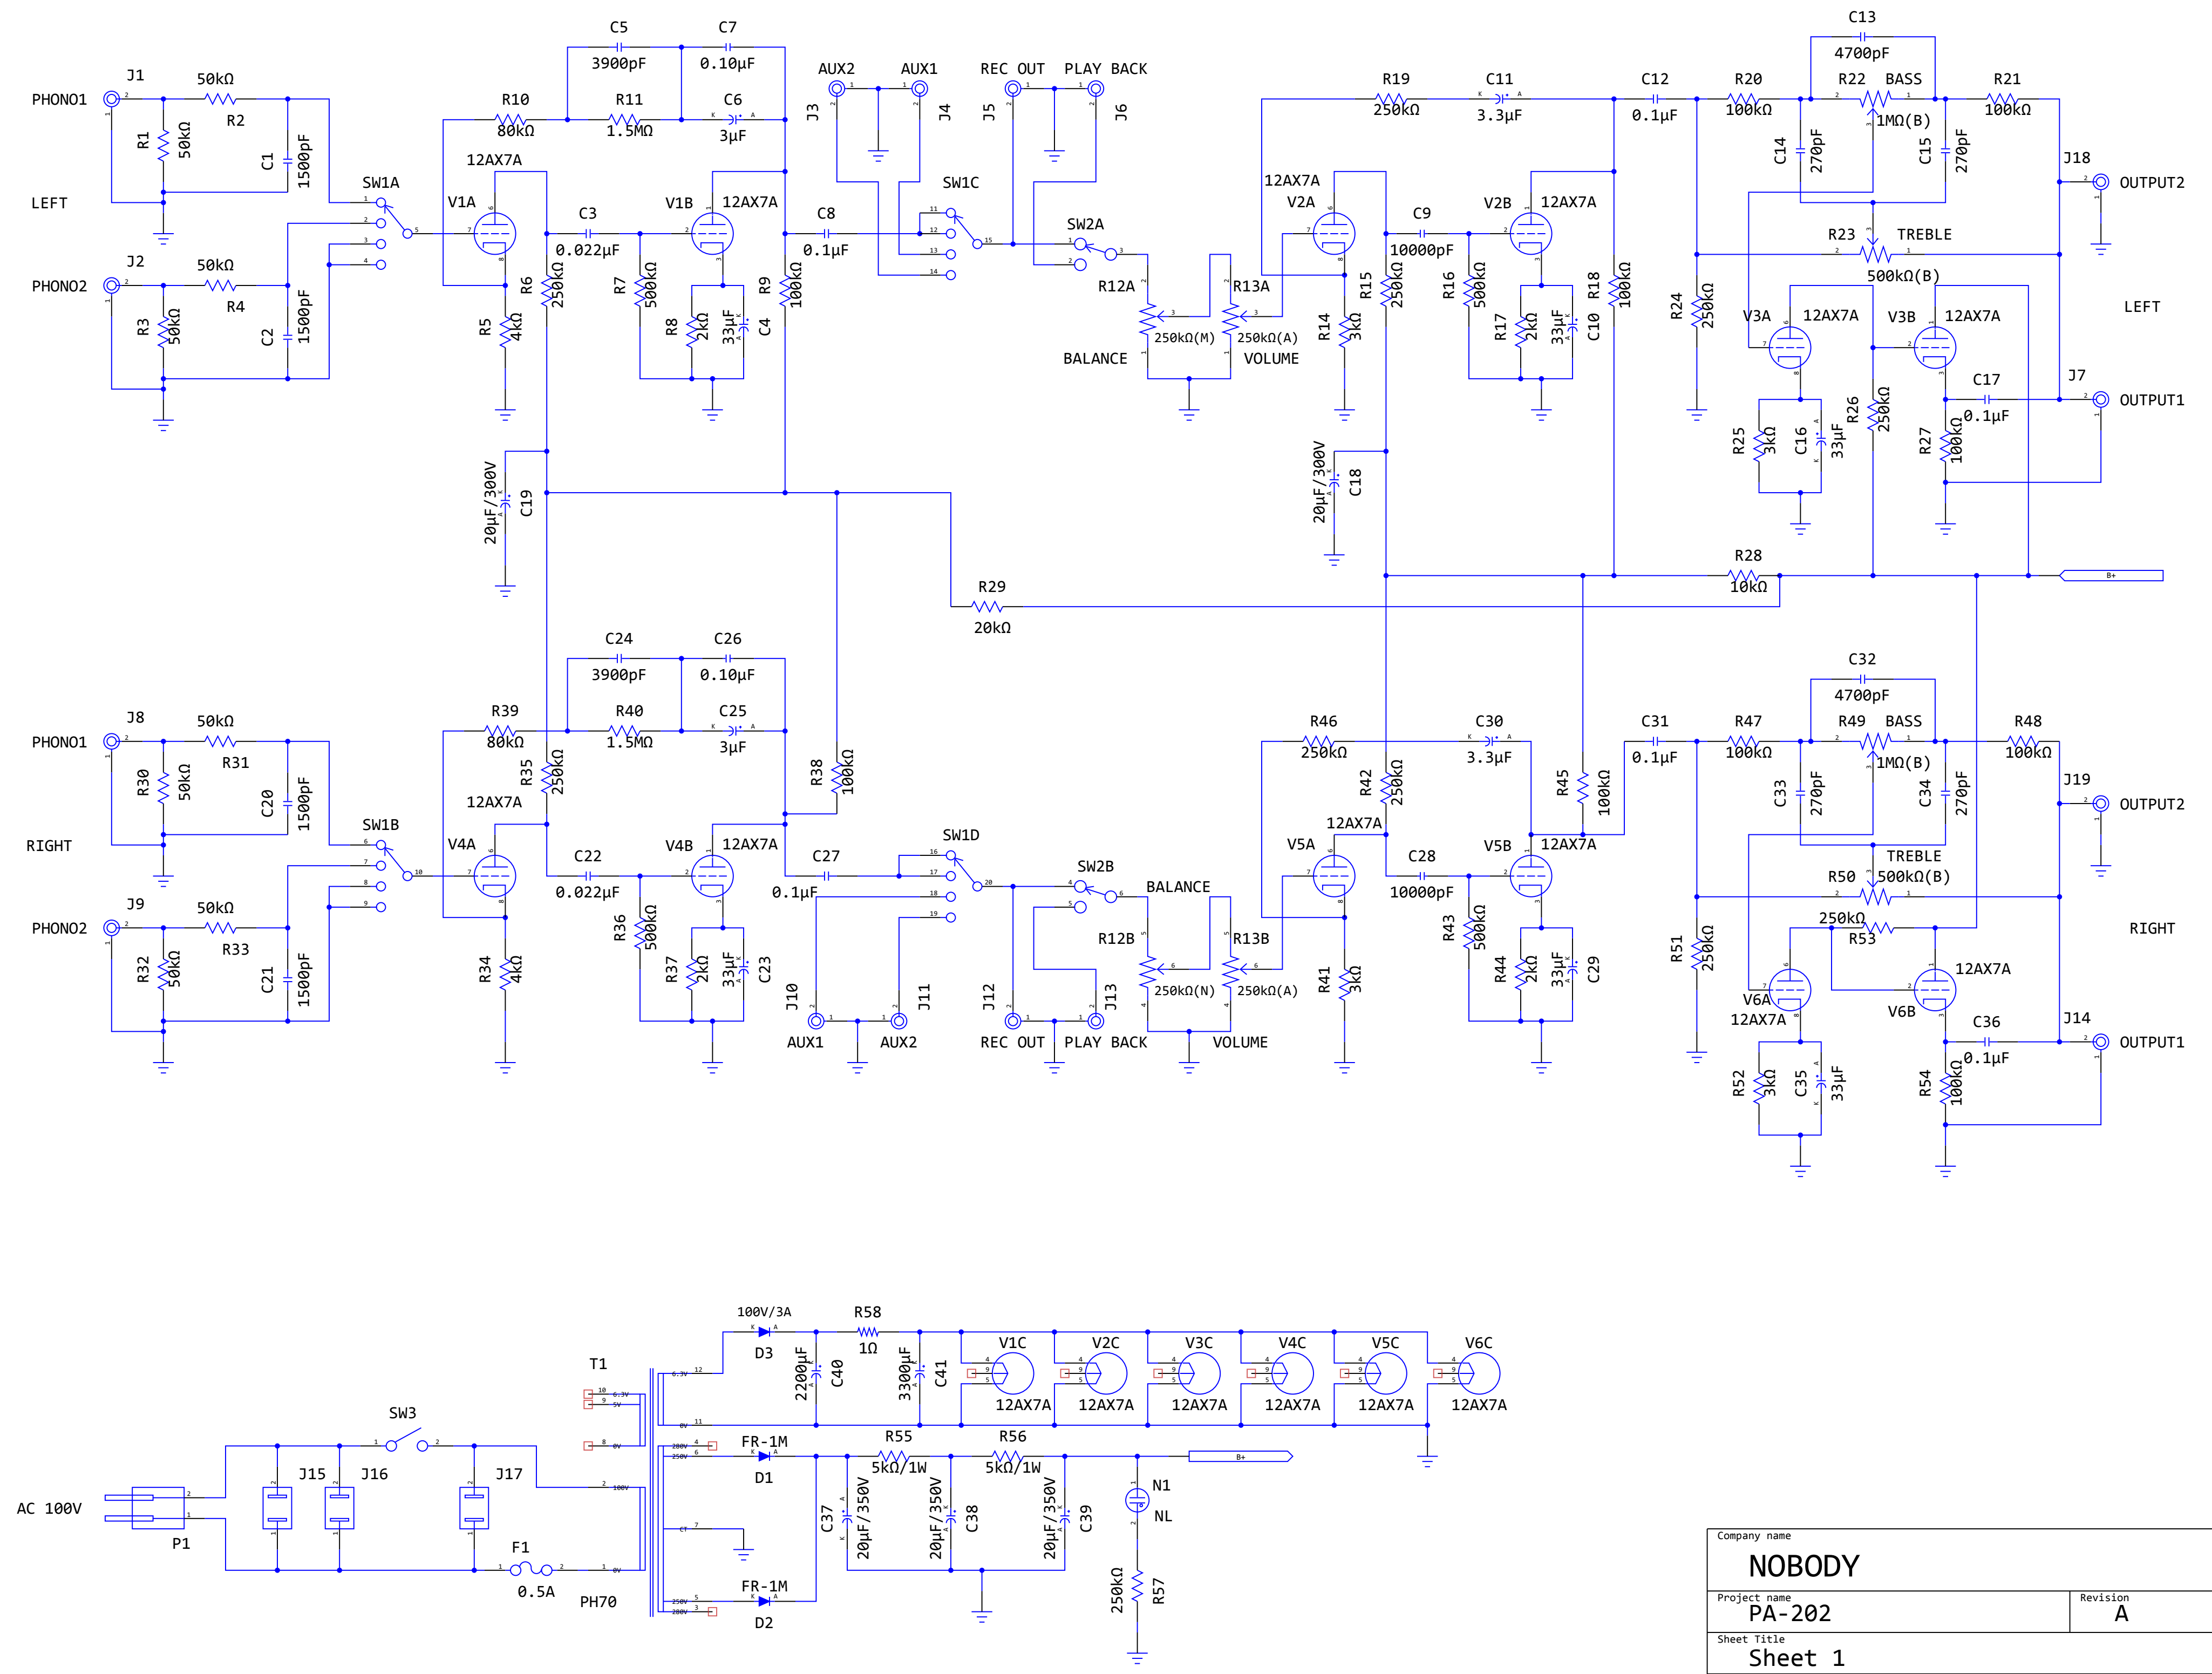 C5 C7 C13
3900pF 0.10μF 4700pF
J1 50kΩ AUX2 AUX1 REC OUT PLAY BACK R19 C11 C12 R20 R22 BASS R21
PHONO1 R2 R10 R11 C6 J3 J4 J5 J6 250kΩ 3.3μF 0.1μF 100kΩ 1MΩ(B) 100kΩ
R1 50kΩ C1 1500pF 80kΩ 1.5MΩ 3μF C14 270pF C15 270pF J18
LEFT SW1A 12AX7A SW1C 12AX7A OUTPUT2
V1A C3 V1B 12AX7A C8 SW2A V2A C9 V2B 12AX7A R23 TREBLE
0.022μF 0.1μF 10000pF 500kΩ(B)
J2 50kΩ R6 250kΩ R7 500kΩ R9 100kΩ R12A R13A R15 250kΩ R16 500kΩ R18 100kΩ R24 250kΩ
PHONO2 R4 V3A 12AX7A V3B 12AX7A LEFT
R3 50kΩ C2 1500pF R5 4kΩ R8 2kΩ 33μF C4 250kΩ(M) 250kΩ(A) R14 3kΩ R17 2kΩ 33μF C10
BALANCE VOLUME C17 J7
0.1μF OUTPUT1
R25 3kΩ C16 33μF R26 250kΩ R27 100kΩ
20μF/300V C19 20μF/300V C18
R28
10kΩ B+
R29
20kΩ
C24 C26 C32
3900pF 0.10μF 4700pF
J8 50kΩ R39 R40 C25 R46 C30 C31 R47 R49 BASS R48
PHONO1 R31 80kΩ 1.5MΩ 3μF 250kΩ 3.3μF 0.1μF 100kΩ 1MΩ(B) 100kΩ
R30 50kΩ C20 1500pF R35 250kΩ R38 100kΩ R42 250kΩ R45 100kΩ C33 270pF C34 270pF J19
12AX7A 12AX7A OUTPUT2
RIGHT SW1B V4A C22 V4B 12AX7A C27 SW1D SW2B V5A C28 V5B 12AX7A TREBLE
0.022μF 0.1μF BALANCE 10000pF R50 500kΩ(B)
J9 50kΩ 250kΩ
PHONO2 R33 R36 500kΩ R12B R13B R43 500kΩ R51 250kΩ R53 RIGHT
R32 50kΩ C21 1500pF R34 4kΩ R37 2kΩ 33μF C23 250kΩ(N) 250kΩ(A) R41 3kΩ R44 2kΩ 33μF C29 12AX7A
J10 J11 J12 J13 V6A 12AX7A V6B
AUX1 AUX2 REC OUT PLAY BACK VOLUME C36 J14
0.1μF OUTPUT1
R52 3kΩ C35 33μF R54 100kΩ
100V/3A R58
D3 1Ω V1C V2C V3C V4C V5C V6C
T1 2200μF C40 3300μF C41
12AX7A 12AX7A 12AX7A 12AX7A 12AX7A 12AX7A
SW3 FR-1M R55 R56
J15 J16 J17 D1 5kΩ/1W 5kΩ/1W B+
AC 100V C37 20μF/350V 20μF/350V C38 20μF/350V C39 N1
NL
P1 F1
0.5A FR-1M 250kΩ R57
PH70 D2
Company name
NOBODY
Project name
PA-202
Revision
A
Sheet Title
Sheet 1